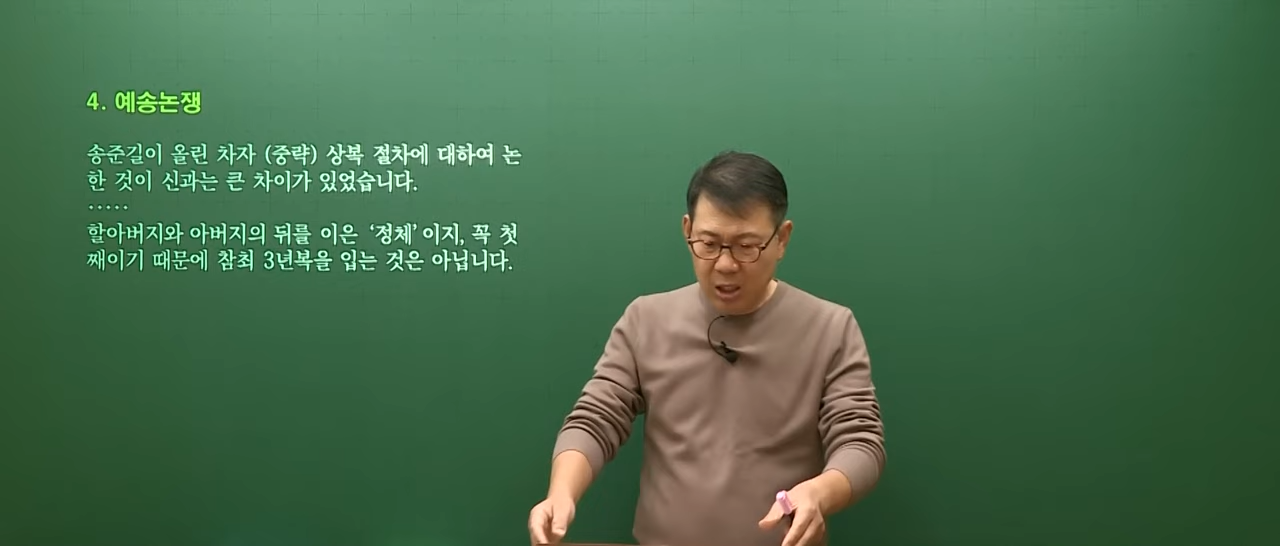 4. 예송논쟁
송준길이 올린 차자 (중략) 상복 절차에 대하여 논
한 것이 신과는 큰 차이가 있었습니다.
·····
할아버지와 아버지의 뒤를 이은 ‘정체’이지, 꼭 첫
째이기 때문에 참최 3년복을 입는 것은 아닙니다.